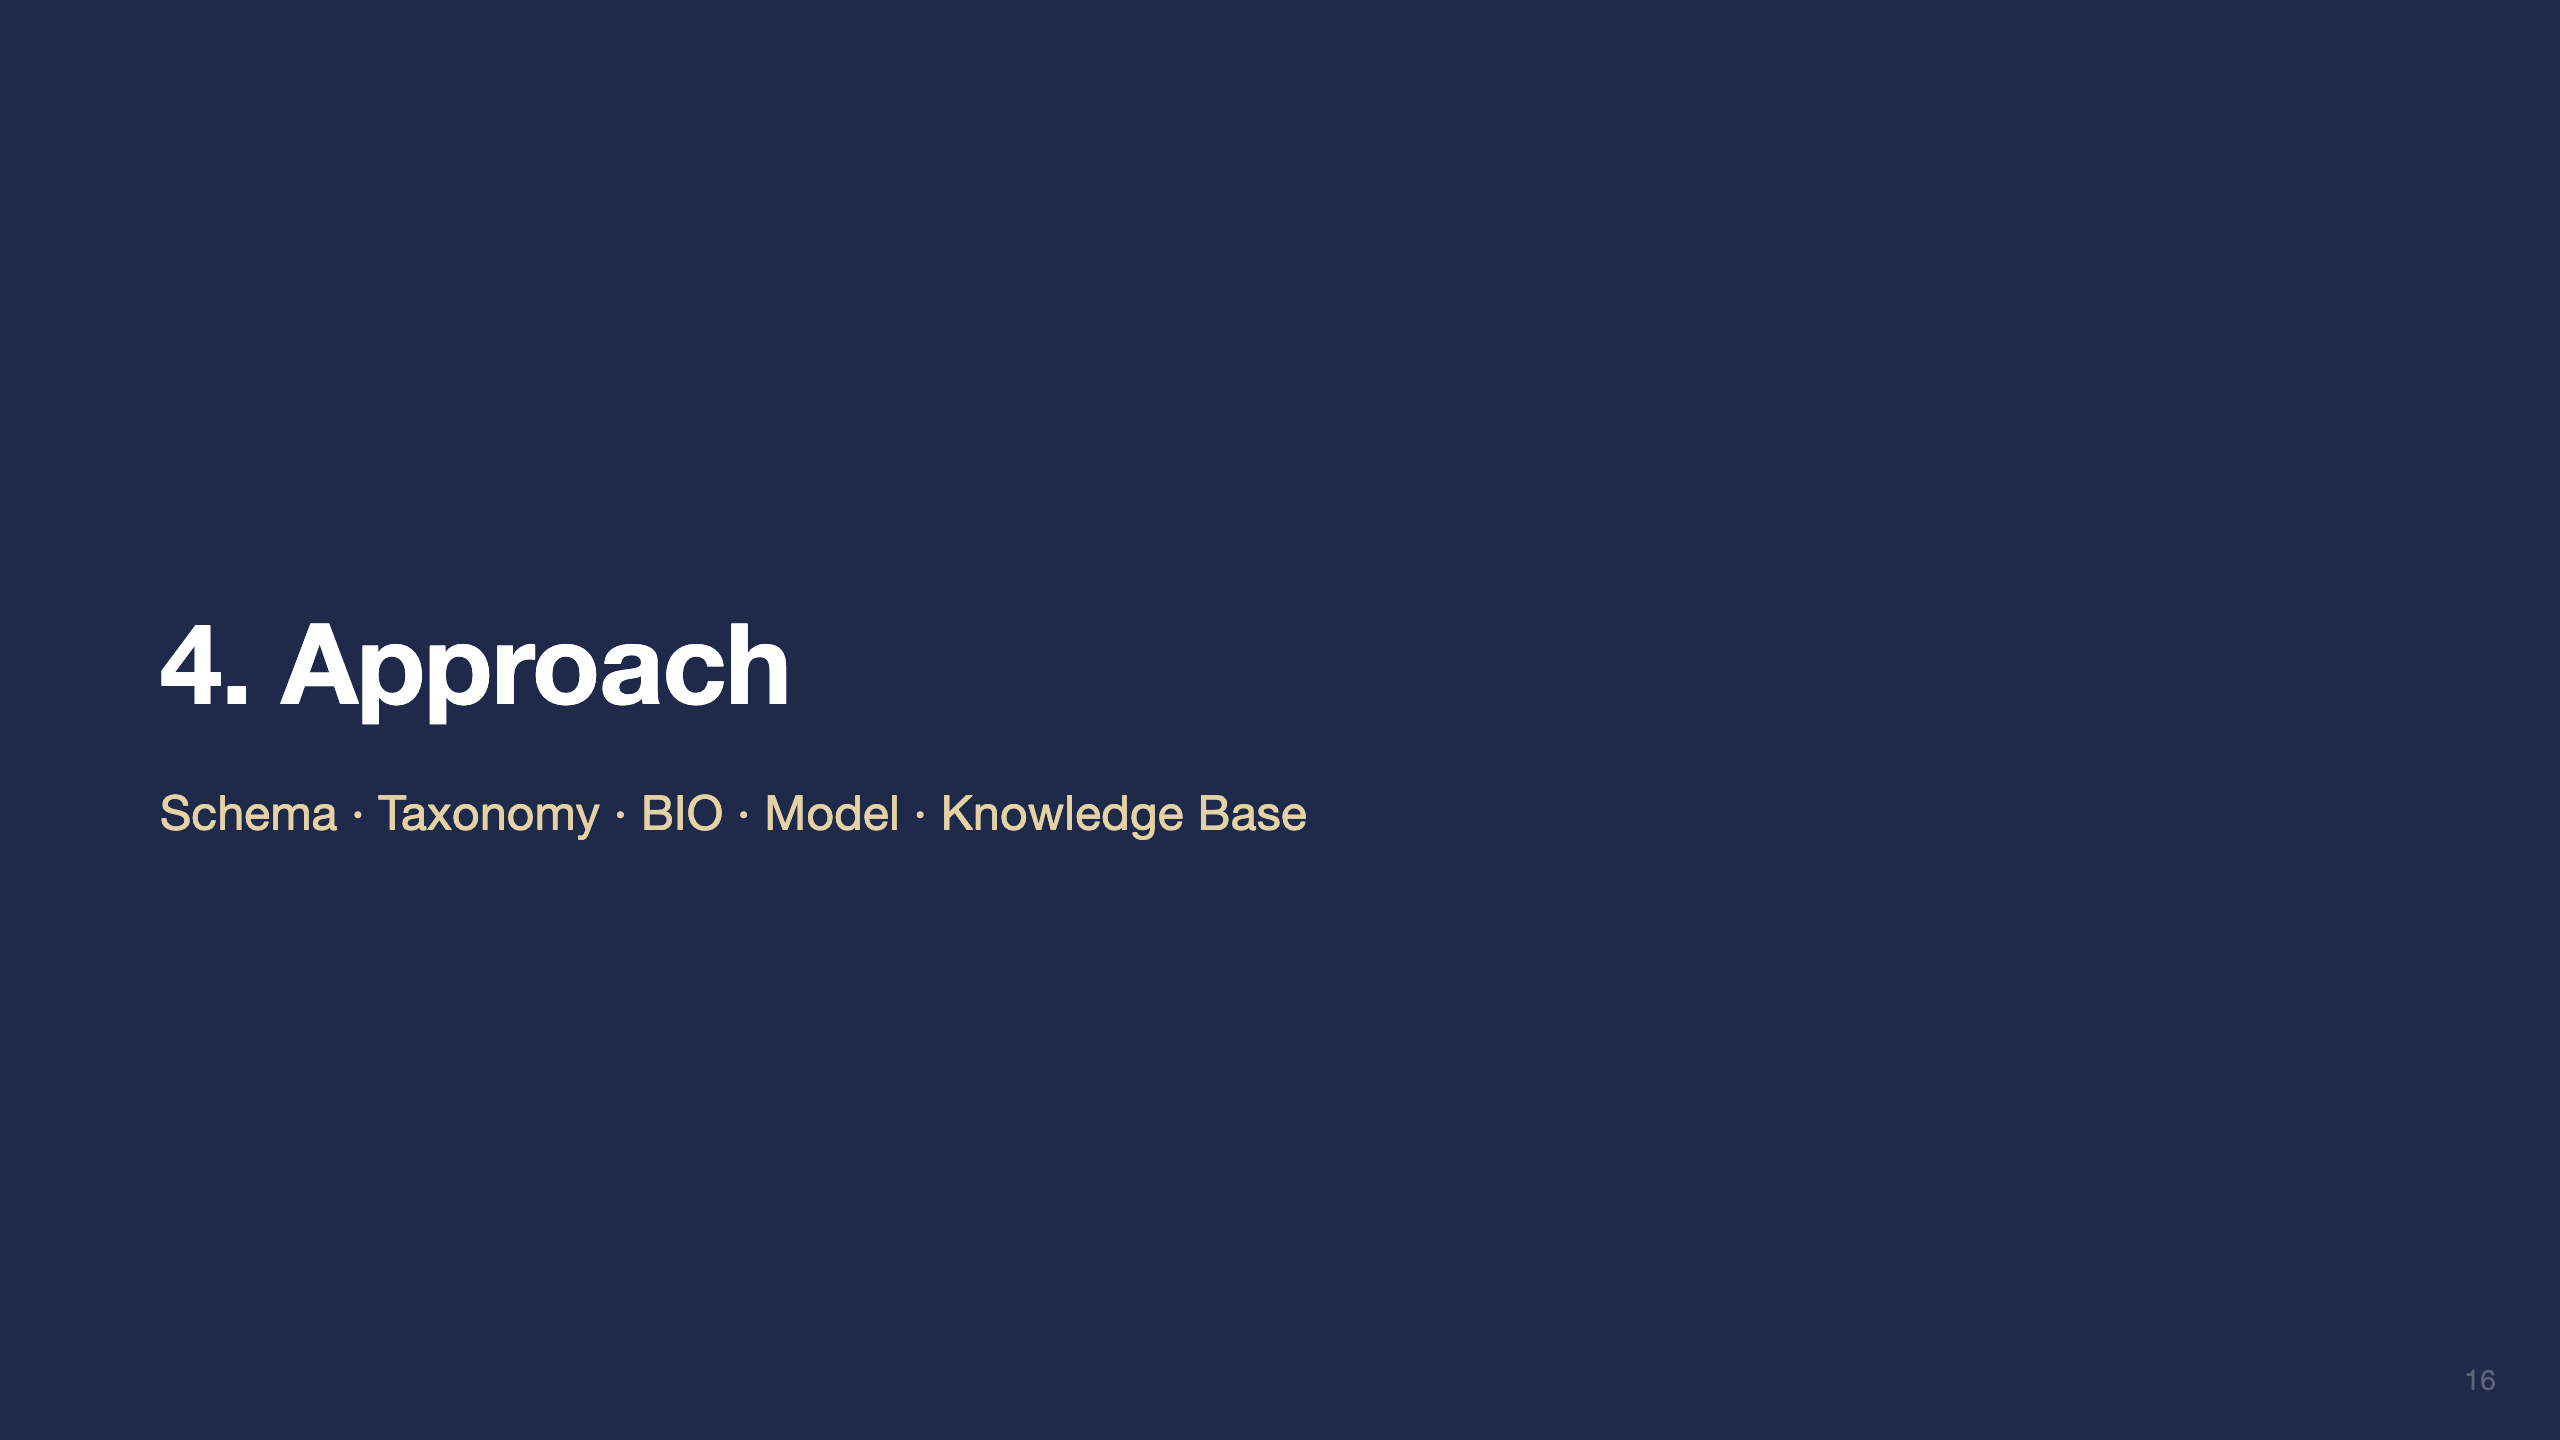 4. Approach
Schema · Taxonomy · BIO · Model · Knowledge Base
16